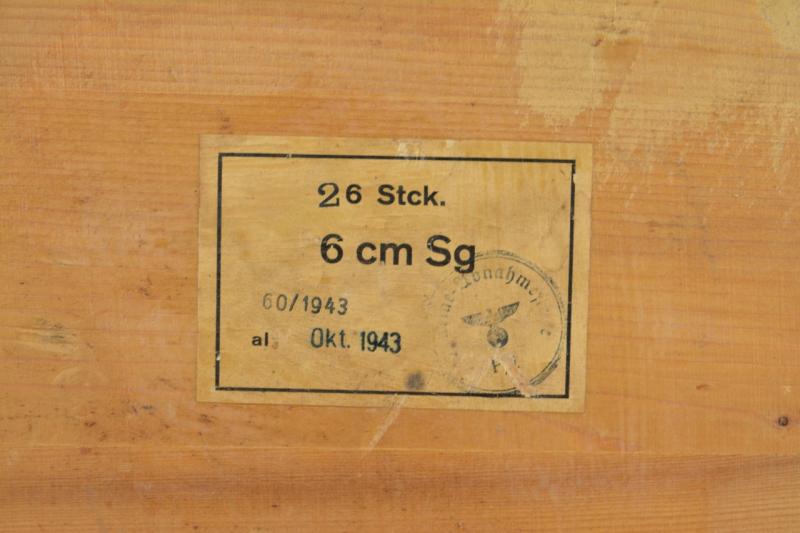 26 Stck.
6 cm Sg
60/1943
al Okt. 1943